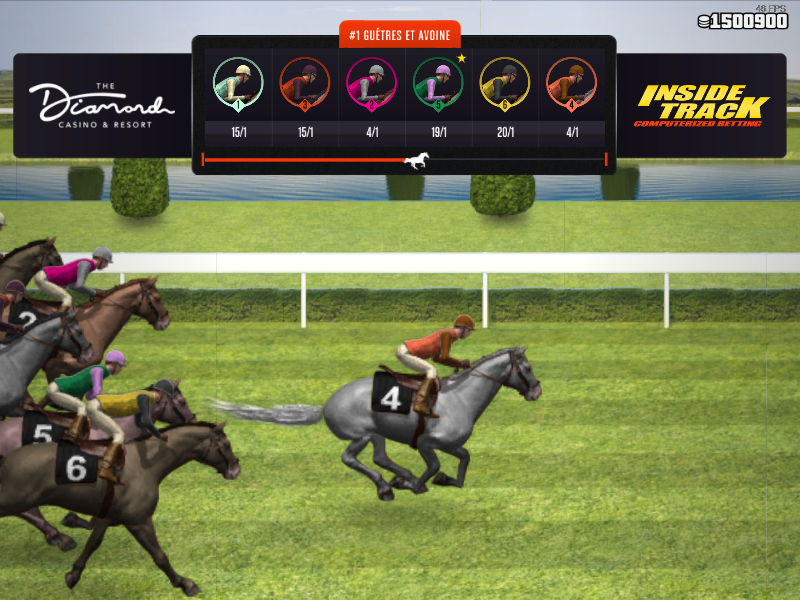 48 FPS
1500900
#1 GUÊTRES ET AVOINE
THE
Diamond
CASINO & RESORT
1 3 2 5 6 4
15/1 15/1 4/1 19/1 20/1 4/1
INSIDE
TRACK
COMPUTERIZED BETTING
2
4
5
6